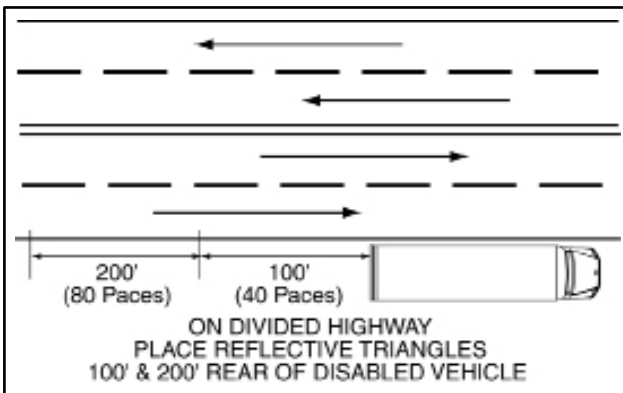 200' 100'
(80 Paces) (40 Paces)
ON DIVIDED HIGHWAY
PLACE REFLECTIVE TRIANGLES
100' & 200' REAR OF DISABLED VEHICLE